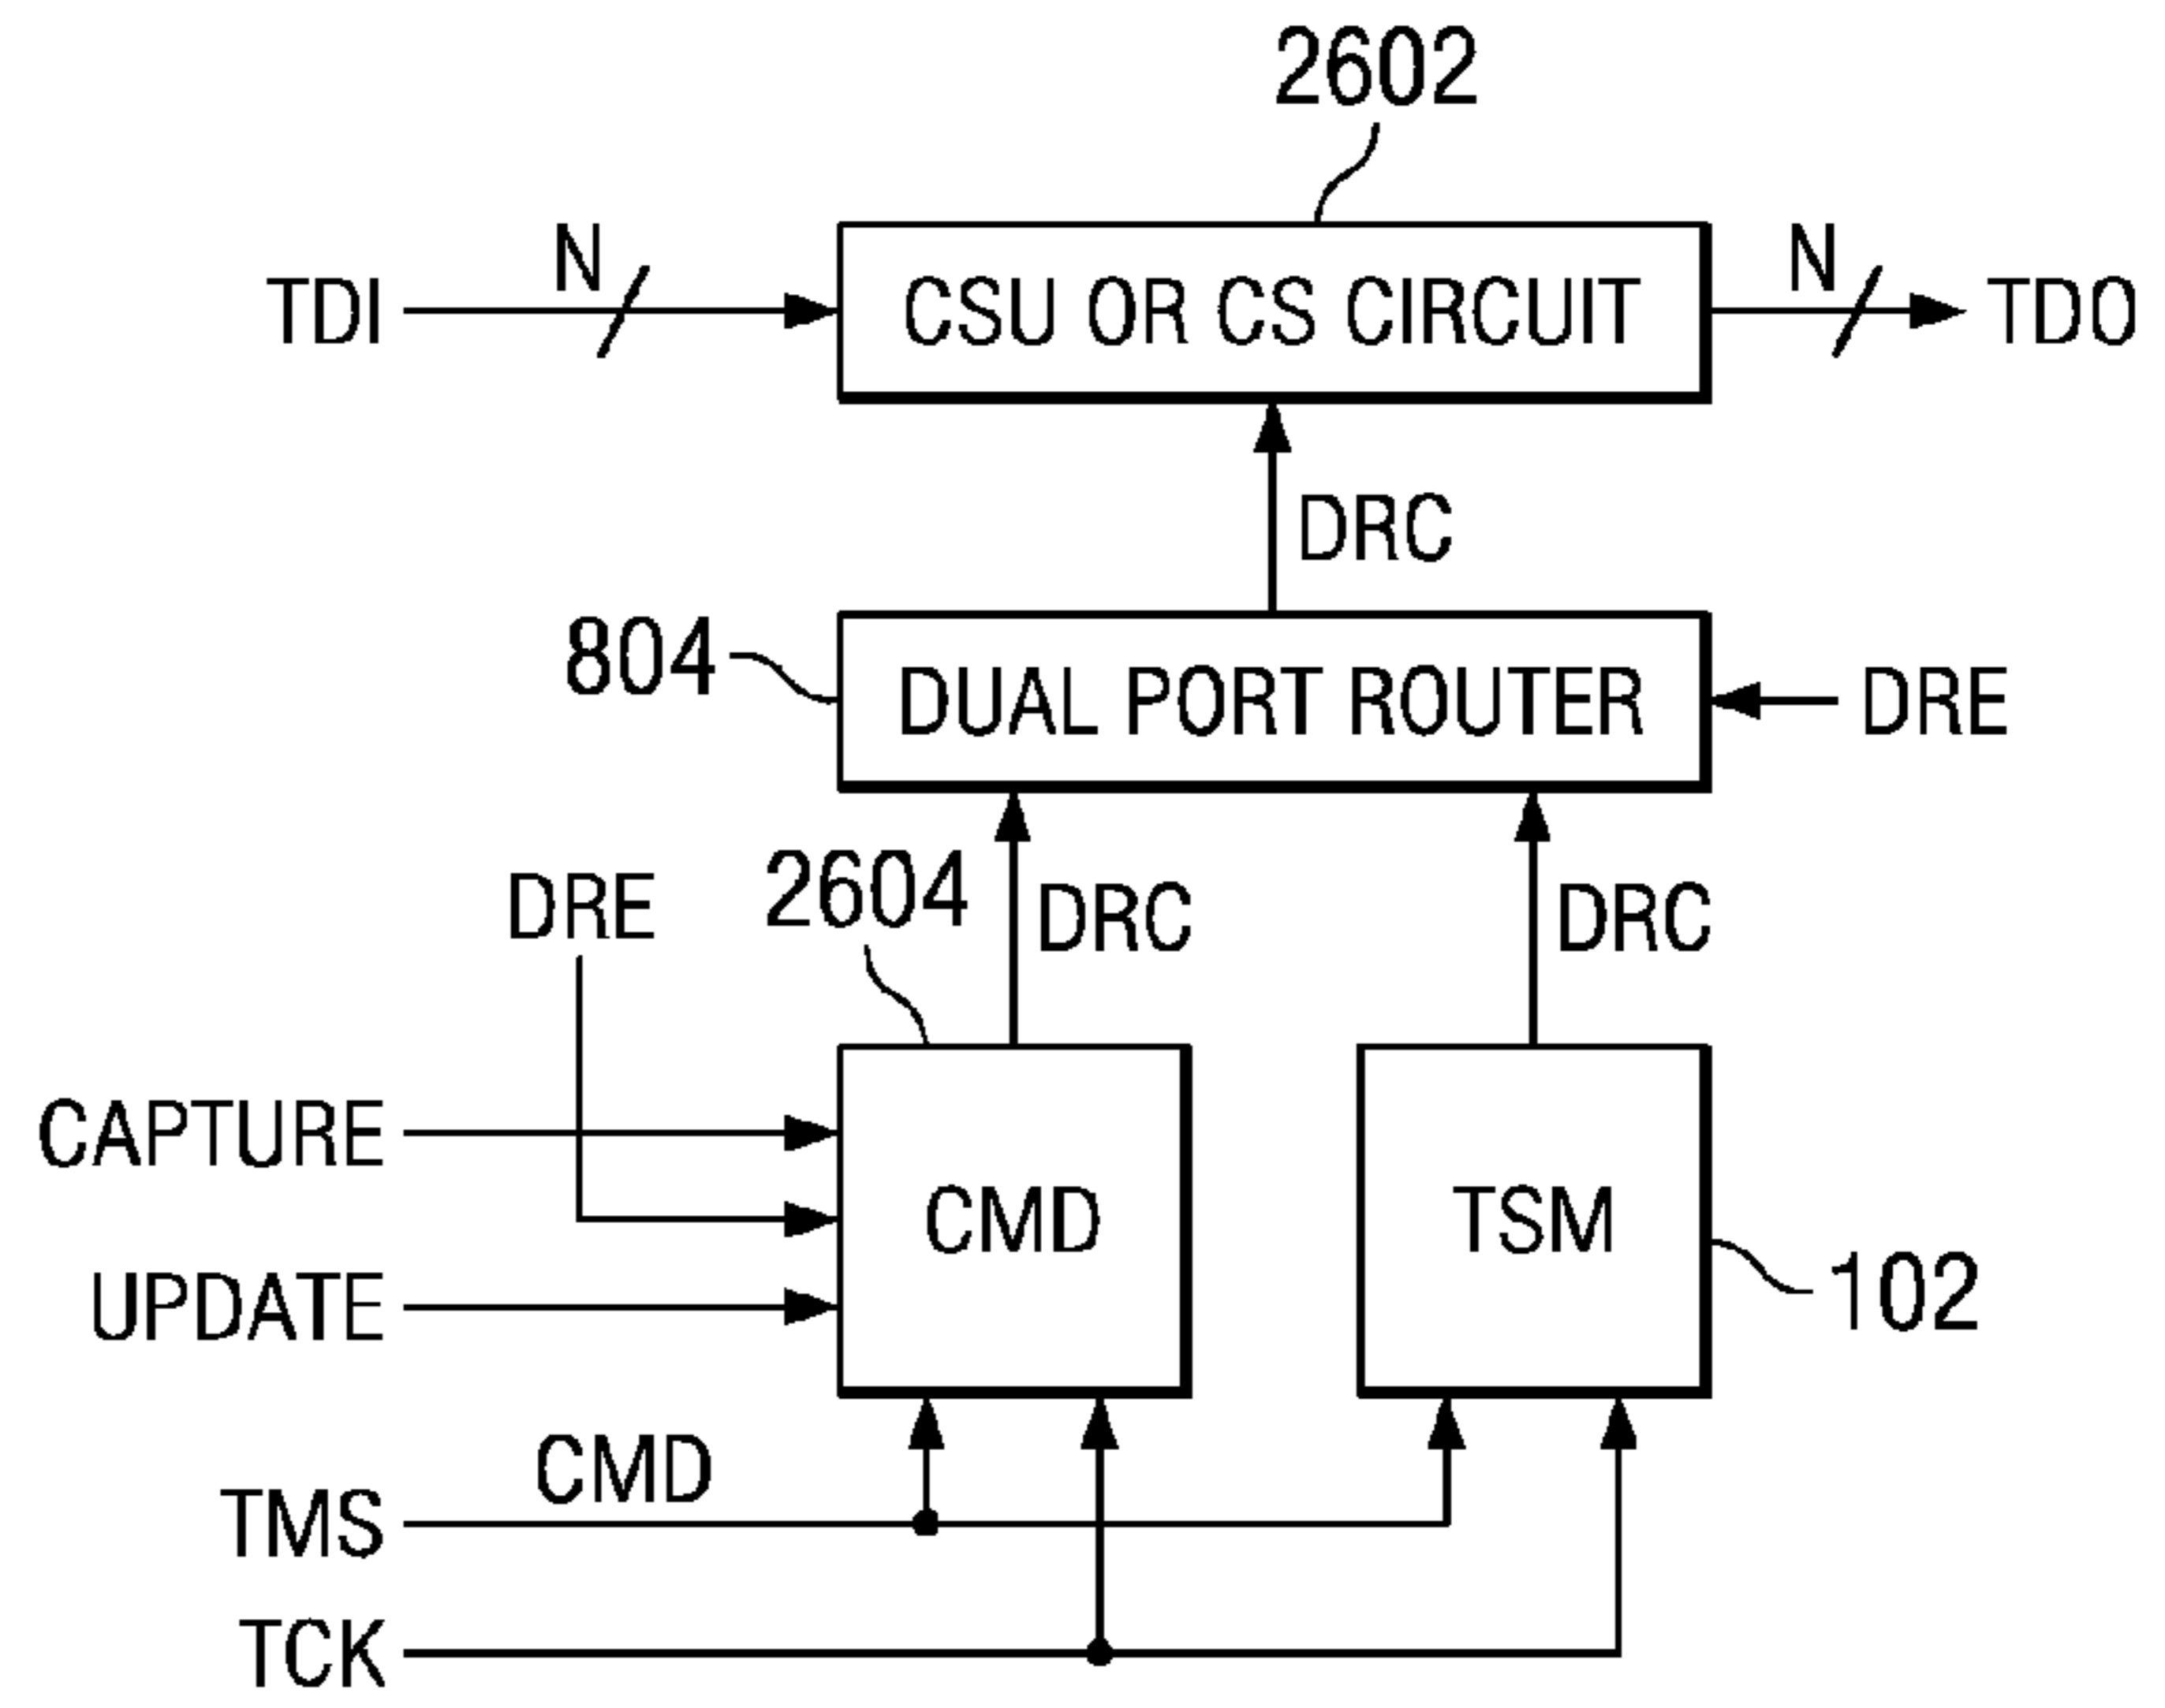 2602
N
N
TDI
CSU OR CS CIRCUIT
TDO
DRC
804
DUAL PORT ROUTER
DRE
2604
DRE
DRC
DRC
CAPTURE
CMD
TSM
UPDATE
102
CMD
TMS
TCK